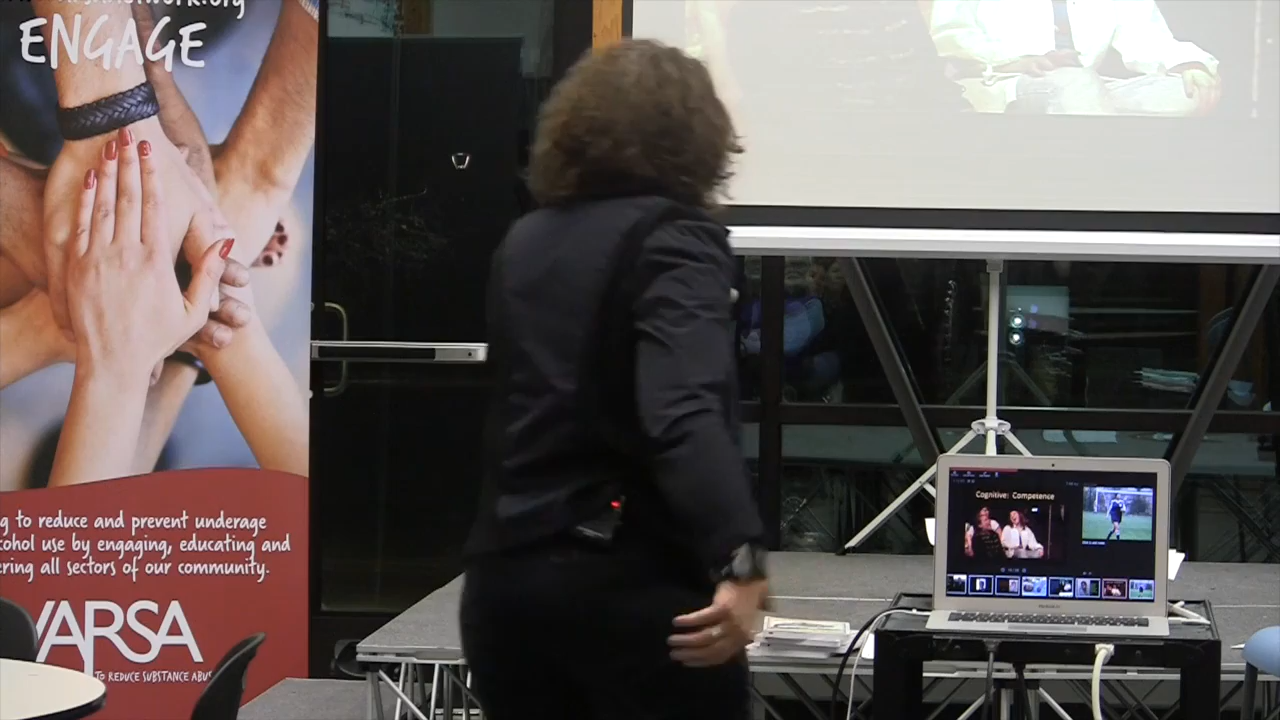 ENGAGE
g to reduce and prevent underage
cohol use by engaging, educating and
ering all sectors of our community.
VARSA
TO REDUCE SUBSTANCE ABUS
Cognitive: Competence